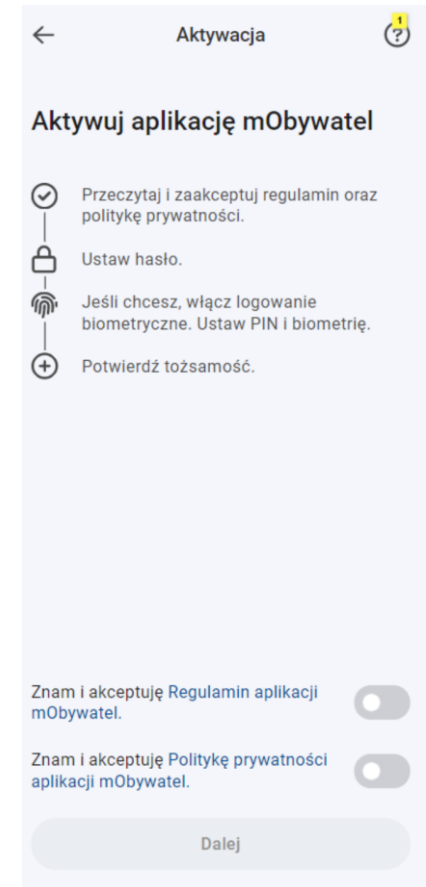 Aktywacja
1
?
Aktywuj aplikację mObywatel
Przeczytaj i zaakceptuj regulamin oraz
politykę prywatności.
Ustaw hasło.
Jeśli chcesz, włącz logowanie
biometryczne. Ustaw PIN i biometrię.
Potwierdź tożsamość.
Znam i akceptuję Regulamin aplikacji
mObywatel.
Znam i akceptuję Politykę prywatności
aplikacji mObywatel.
Dalej